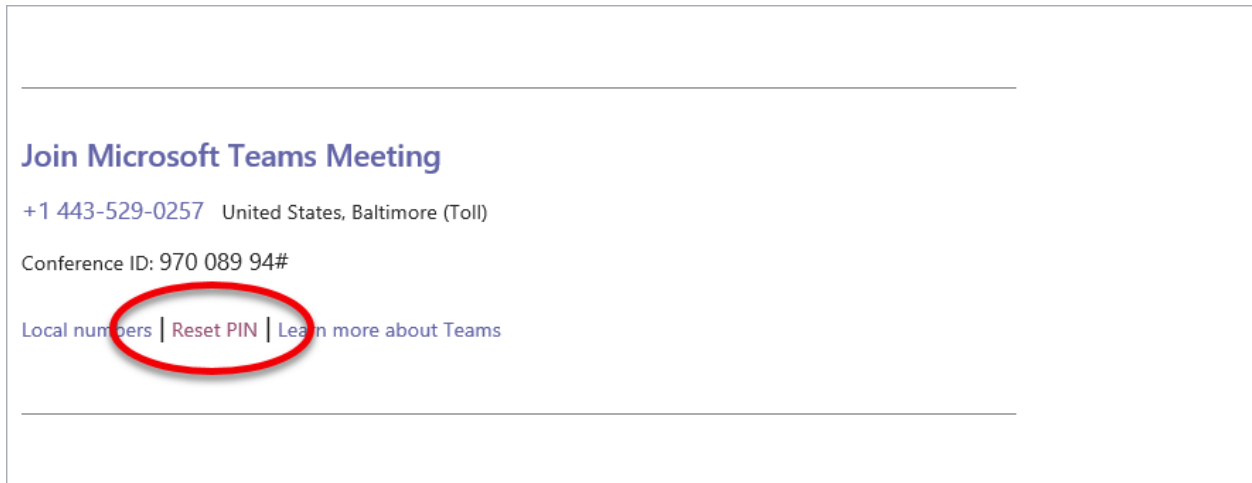 Join Microsoft Teams Meeting
+1 443-529-0257 United States, Baltimore (Toll)
Conference ID: 970 089 94#
Local numbers | Reset PIN | Learn more about Teams